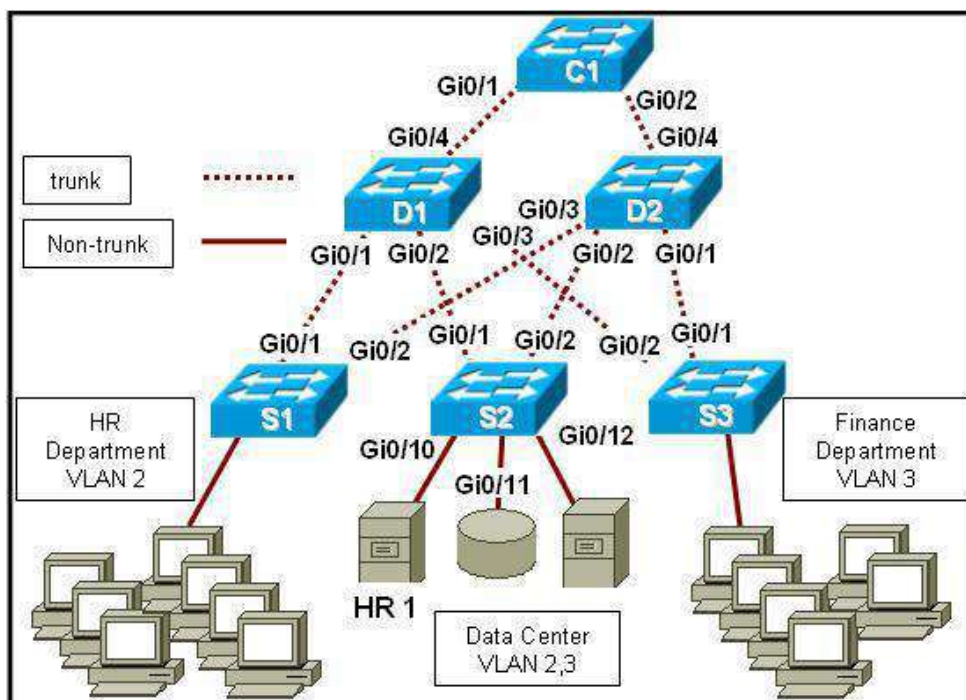 C1
Gi0/1
Gi0/2
Gi0/4
Gi0/4
trunk
D1
D2
Gi0/3
Gi0/3
Non-trunk
Gi0/1
Gi0/2
Gi0/2
Gi0/1
Gi0/1
Gi0/2
Gi0/1
Gi0/2
Gi0/2
Gi0/1
HR
Department
VLAN 2
S1
S2
S3
Finance
Department
VLAN 3
Gi0/10
Gi0/12
Gi0/11
HR 1
Data Center
VLAN 2,3